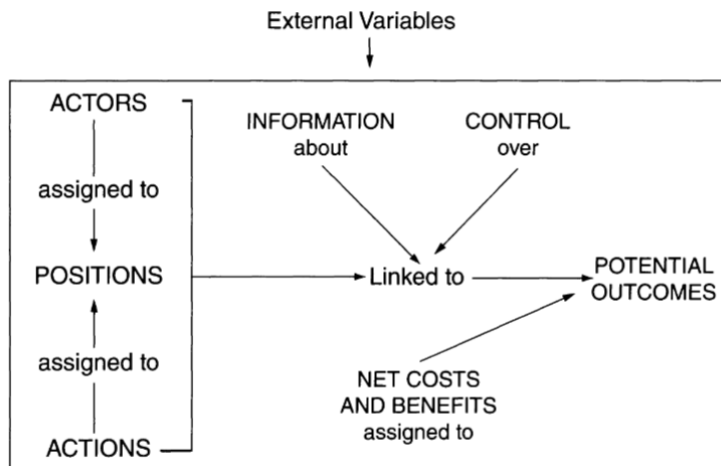 External Variables
ACTORS
assigned to
POSITIONS
assigned to
ACTIONS
INFORMATION
about
CONTROL
over
Linked to
POTENTIAL
OUTCOMES
NET COSTS
AND BENEFITS
assigned to